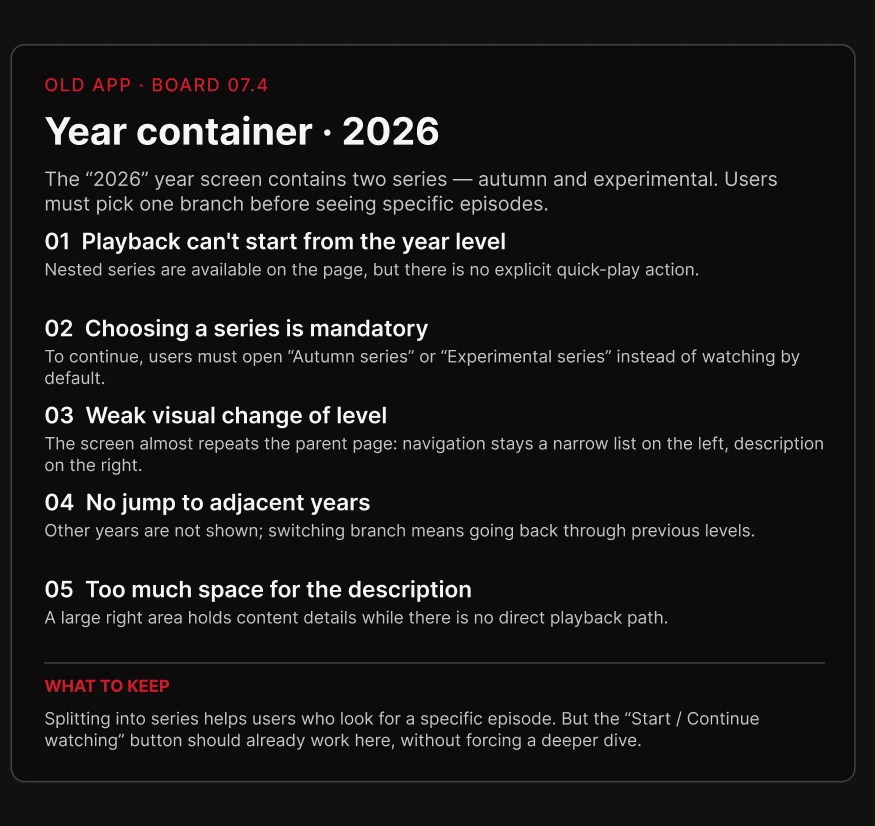 OLD APP · BOARD 07.4
Year container · 2026
The “2026” year screen contains two series — autumn and experimental. Users
must pick one branch before seeing specific episodes.
01 Playback can't start from the year level
Nested series are available on the page, but there is no explicit quick-play action.
02 Choosing a series is mandatory
To continue, users must open “Autumn series” or “Experimental series” instead of watching by
default.
03 Weak visual change of level
The screen almost repeats the parent page: navigation stays a narrow list on the left, description
on the right.
04 No jump to adjacent years
Other years are not shown; switching branch means going back through previous levels.
05 Too much space for the description
A large right area holds content details while there is no direct playback path.
WHAT TO KEEP
Splitting into series helps users who look for a specific episode. But the “Start / Continue
watching” button should already work here, without forcing a deeper dive.